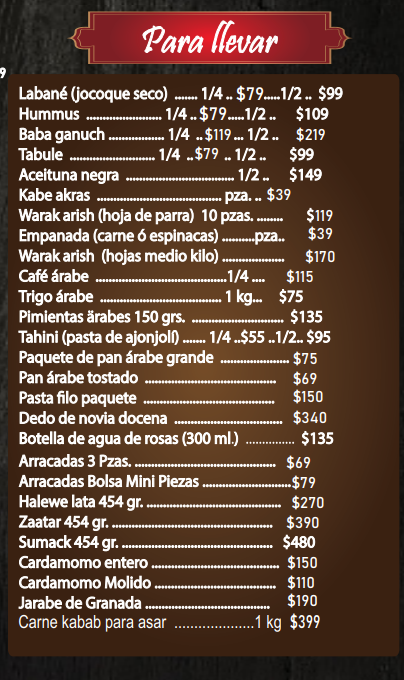 Para llevar
9
Labané (jocoque seco) ....... 1/4 .. $79.....1/2 .. $99
Hummus ...................... 1/4 .. $79.....1/2 .. $109
Baba ganuch ................ 1/4 .. $119 ... 1/2 .. $219
Tabule ......................... 1/4 .. $79 .. 1/2 .. $99
Aceituna negra ................................ 1/2 .. $149
Kabe akras ..................................... pza. .. $39
Warak arish (hoja de parra) 10 pzas. ........ $119
Empanada (carne ó espinacas) ..........pza.. $39
Warak arish (hojas medio kilo) ................... $170
Café árabe .......................................1/4 .... $115
Trigo árabe .................................... 1 kg... $75
Pimientas ärabes 150 grs. ........................... $135
Tahini (pasta de ajonjolí) ....... 1/4 ..$55 ..1/2.. $95
Paquete de pan árabe grande .................... $75
Pan árabe tostado ...................................... $69
Pasta filo paquete ...................................... $150
Dedo de novia docena ................................ $340
Botella de agua de rosas (300 ml.) ............... $135
Arracadas 3 Pzas. ......................................... $69
Arracadas Bolsa Mini Piezas ..........................$79
Halewe lata 454 gr. ....................................... $270
Zaatar 454 gr. ............................................... $390
Sumack 454 gr. ............................................ $480
Cardamomo entero ..................................... $150
Cardamomo Molido .................................... $110
Jarabe de Granada ..................................... $190
Carne kabab para asar ....................1 kg $399